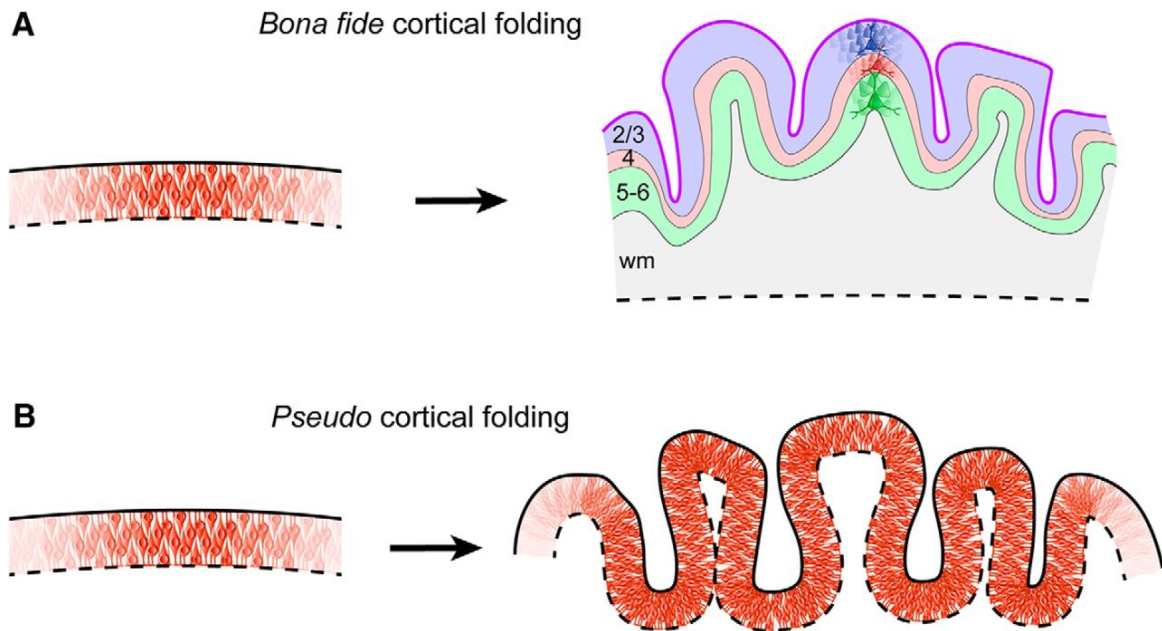 A
Bona fide cortical folding
2/3
4
5-6
wm
B
Pseudo cortical folding